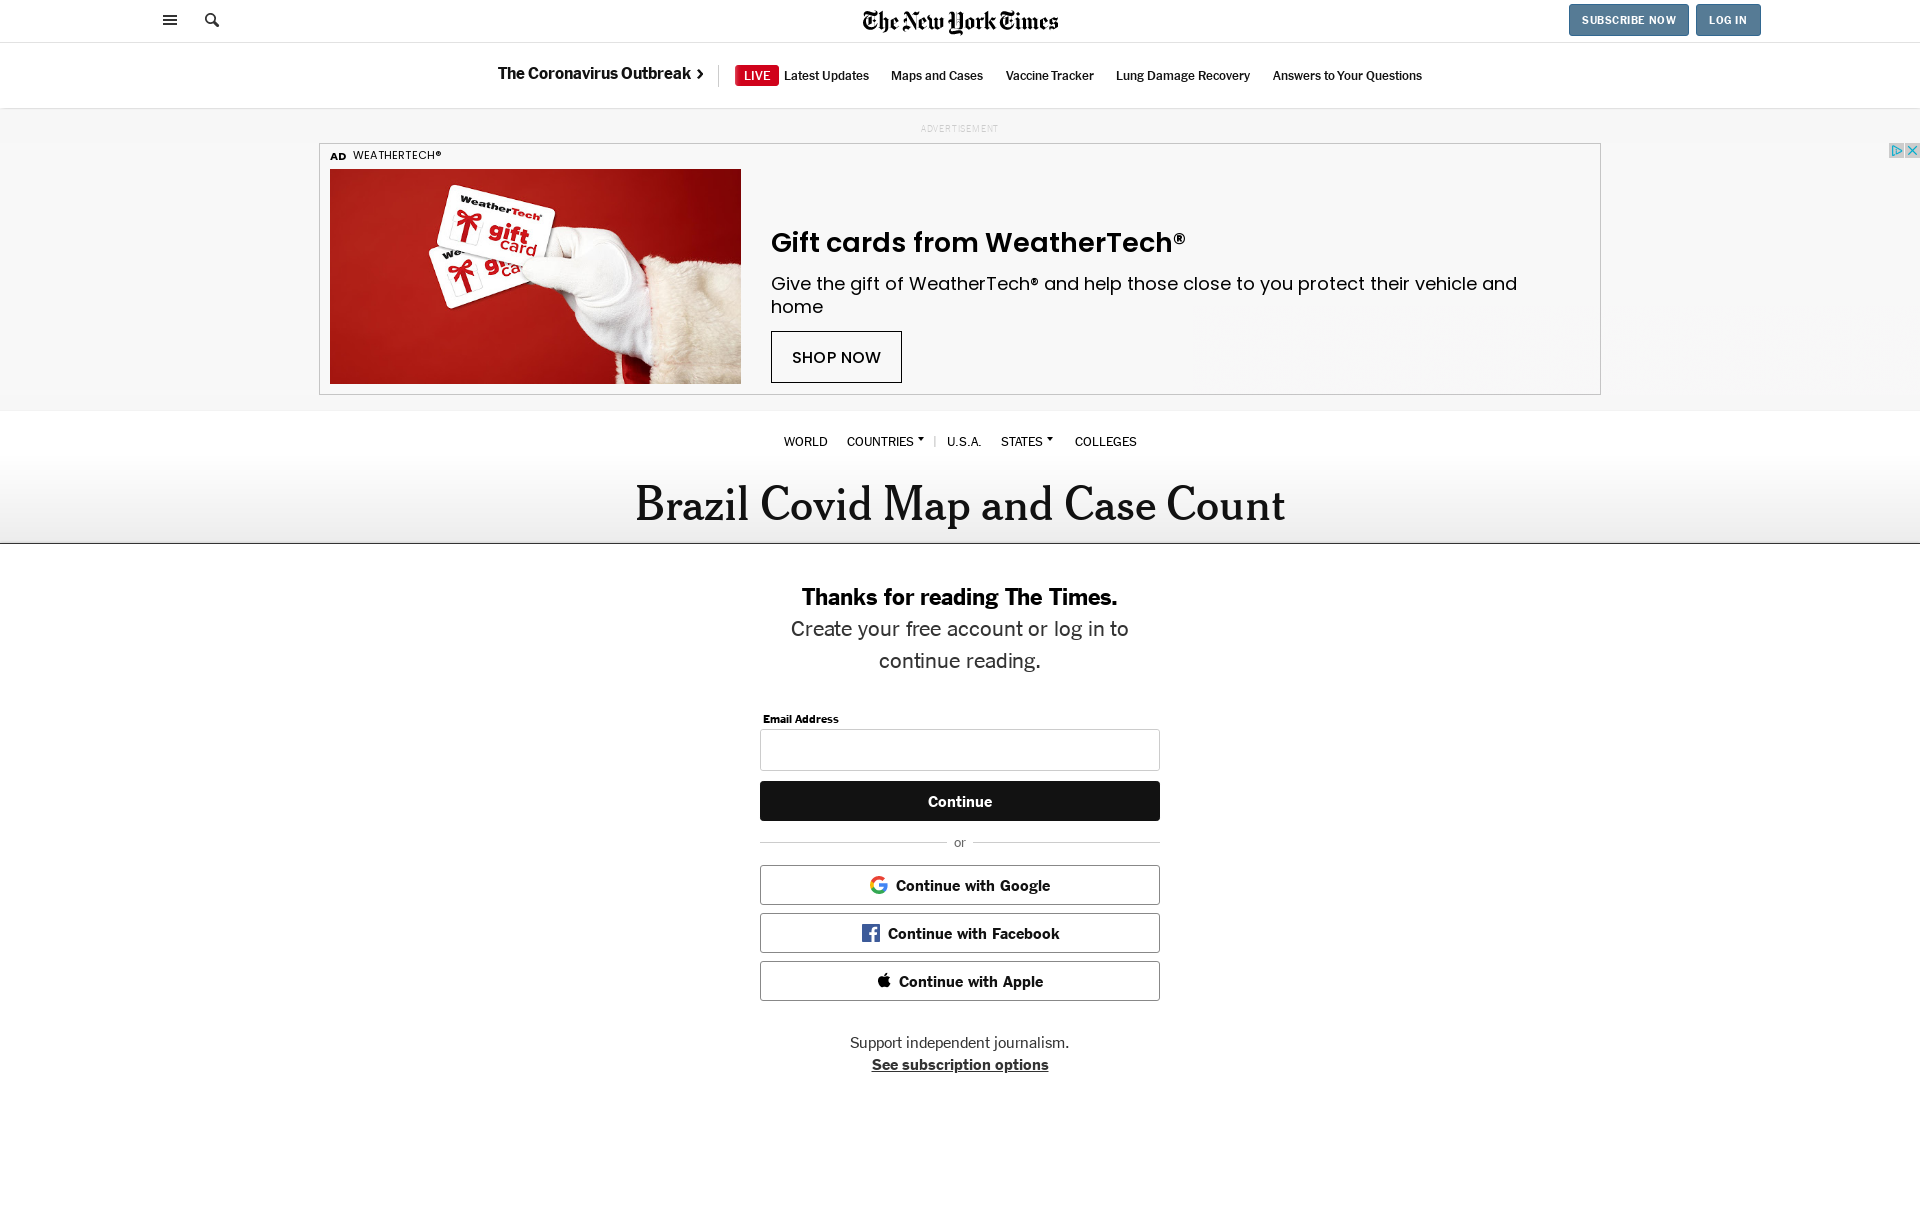 The New York Times
SUBSCRIBE NOW
LOG IN
The Coronavirus Outbreak
LIVE Latest Updates
Maps and Cases
Vaccine Tracker
Lung Damage Recovery
Answers to Your Questions
ADVERTISEMENT
AD WEATHERTECH®
WeatherTech
gift
card
Gift cards from WeatherTech®
Give the gift of WeatherTech® and help those close to you protect their vehicle and
home
SHOP NOW
WORLD
COUNTRIES
U.S.A.
STATES
COLLEGES
Brazil Covid Map and Case Count
Thanks for reading The Times.
Create your free account or log in to
continue reading.
Email Address
Continue
or
Continue with Google
Continue with Facebook
Continue with Apple
Support independent journalism.
See subscription options